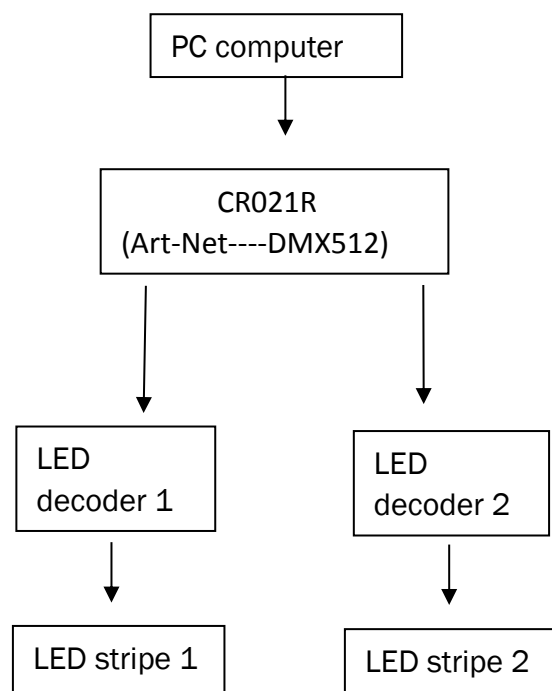 PC computer
CR021R
(Art-Net----DMX512)
LED
decoder 1
LED
decoder 2
LED stripe 1
LED stripe 2